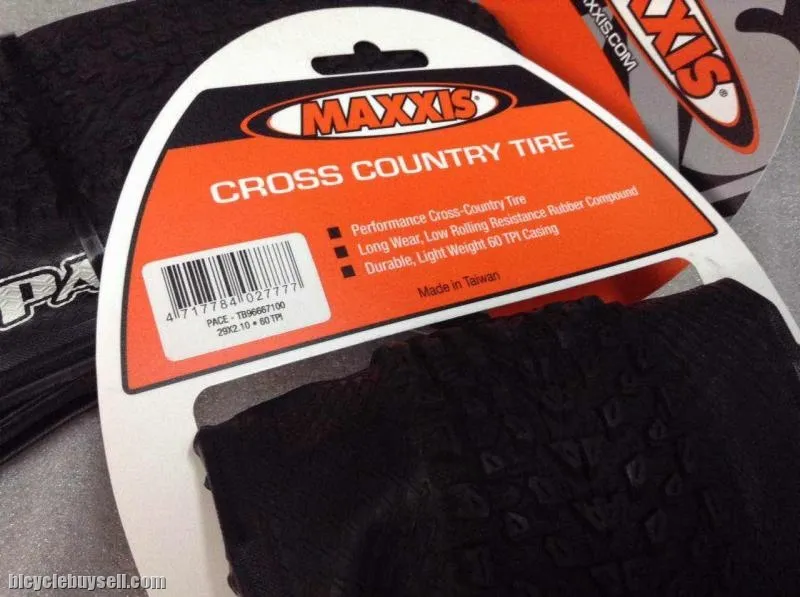 MAXXIS®
CROSS COUNTRY TIRE
Performance Cross-Country Tire
Long Wear, Low Rolling Resistance Rubber Compound
Durable, Light Weight 60 TPI Casing
Made in Taiwan
4 717784 027777
PACE - TB96667100
29X2.10 • 60 TPI
MAXXIS®
MAXXIS.COM
PA
bicyclebuysell.com